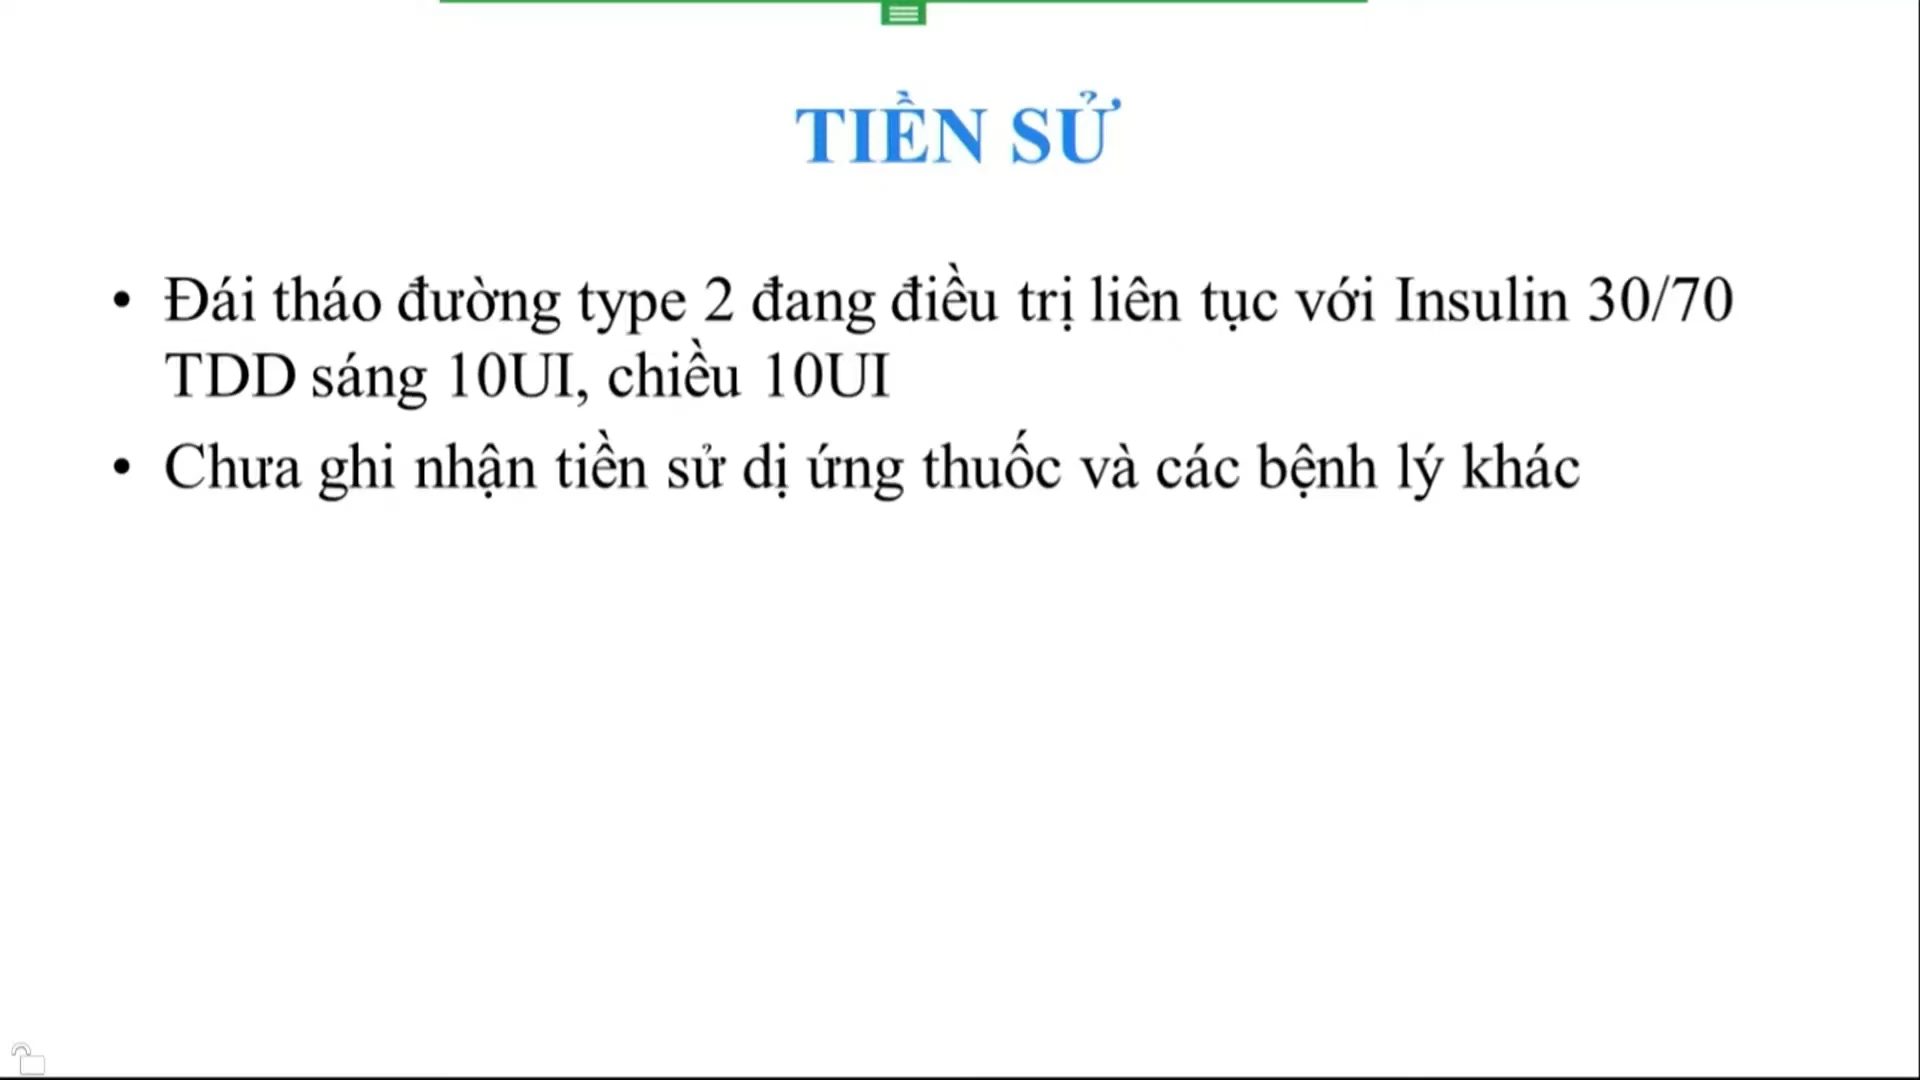 TIỀN SỬ
• Đái tháo đường type 2 đang điều trị liên tục với Insulin 30/70
TDD sáng 10UI, chiều 10UI
• Chưa ghi nhận tiền sử dị ứng thuốc và các bệnh lý khác